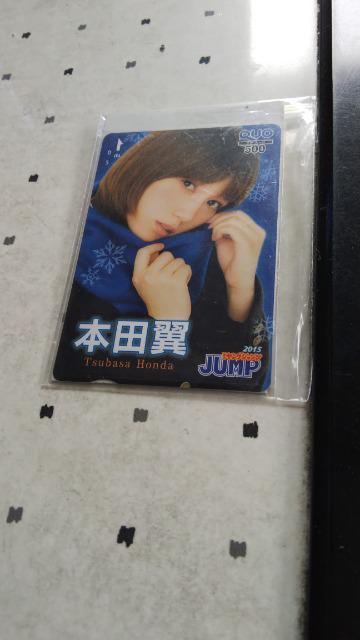 QUO
500
本田翼
Tsubasa Honda
2015
JUMP